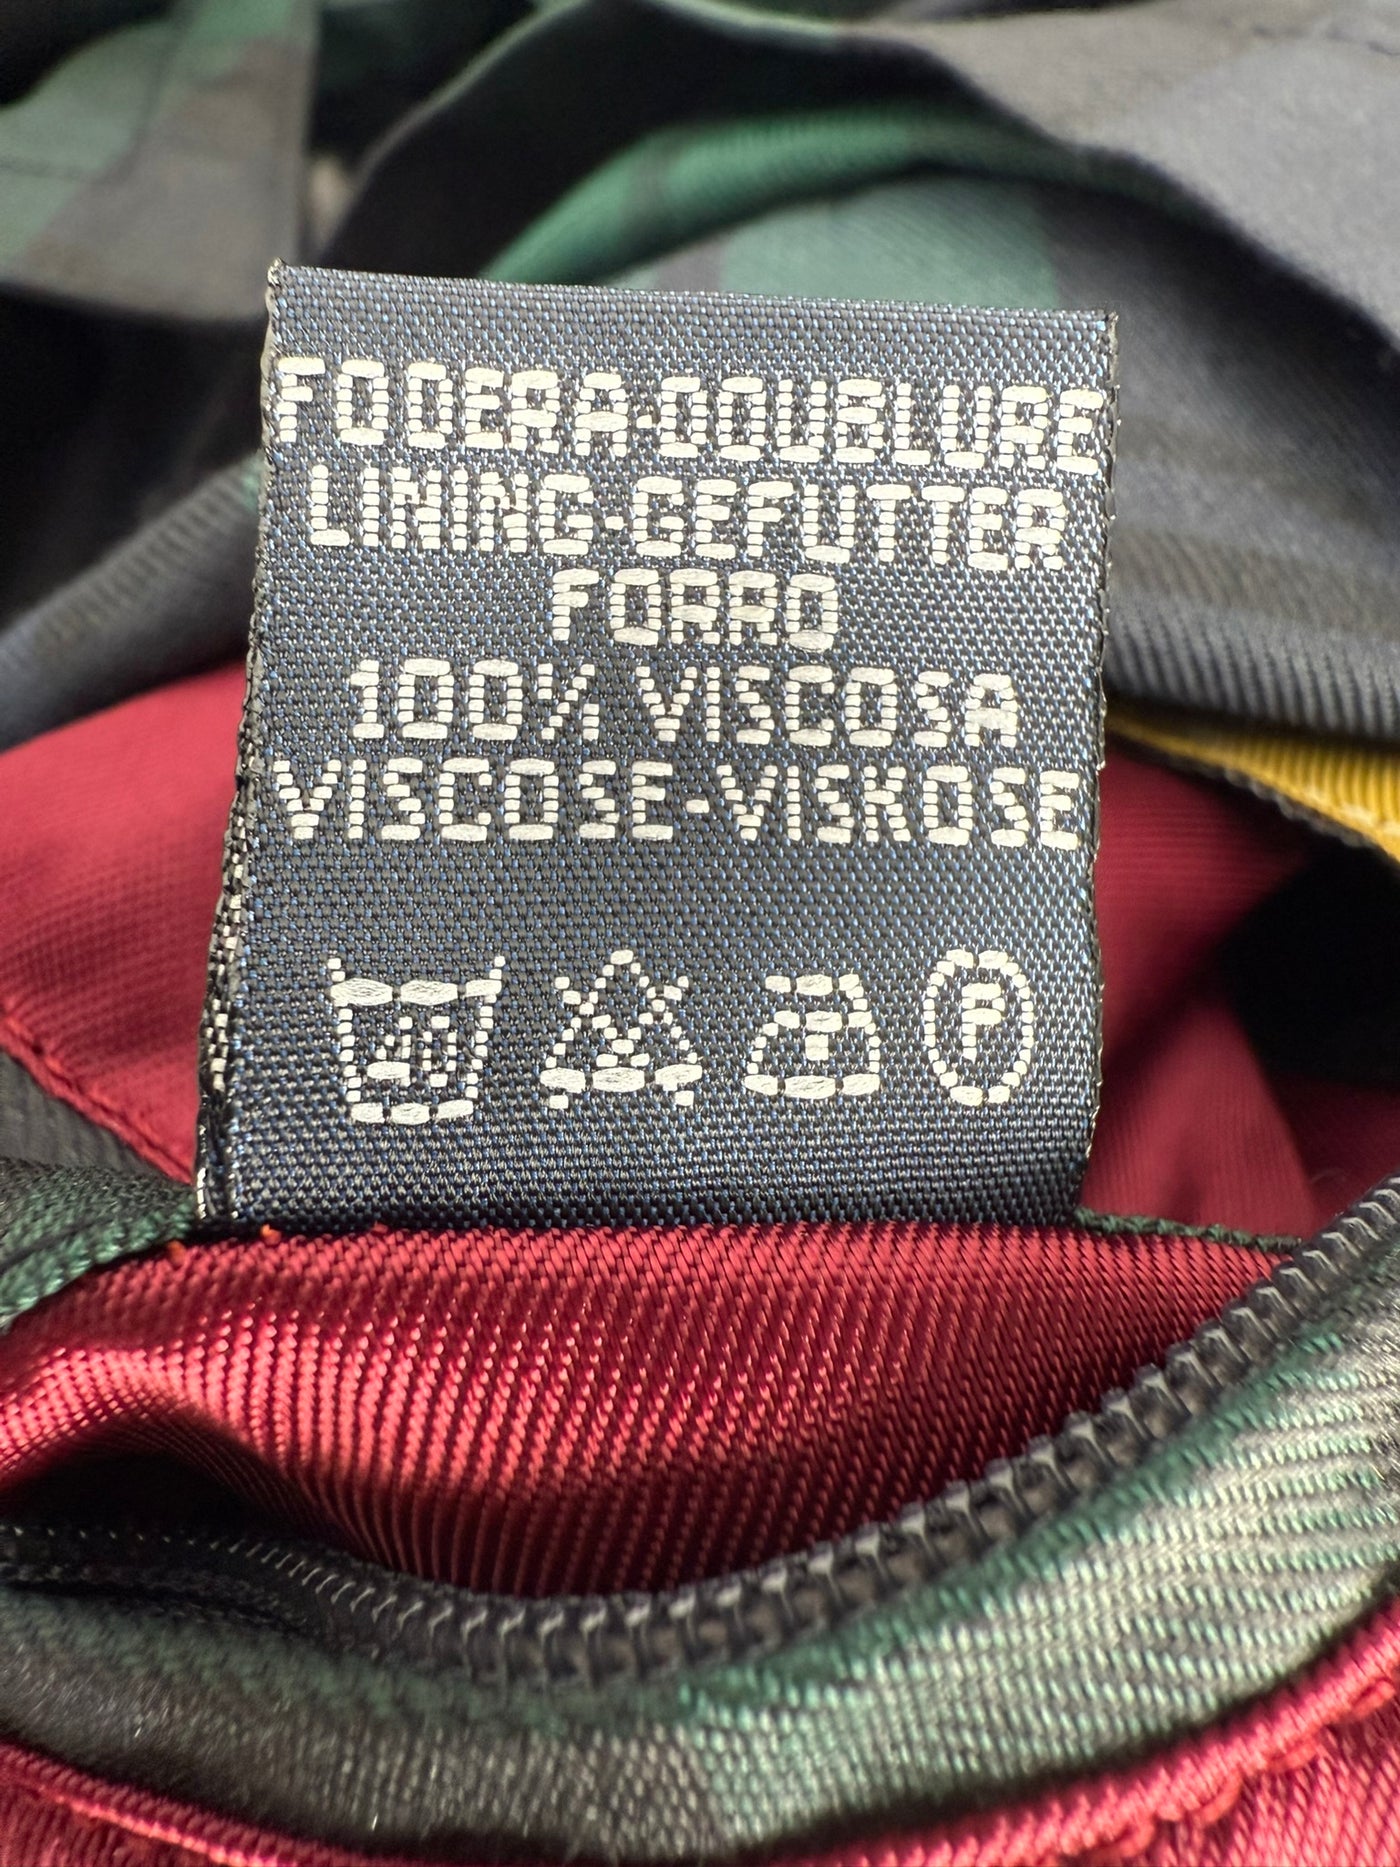 FODERA-DOUBLURE
LINING-GEFUTTER
FORRO
100% VISCOSA
VISCOSE-VISKOSE
40 P